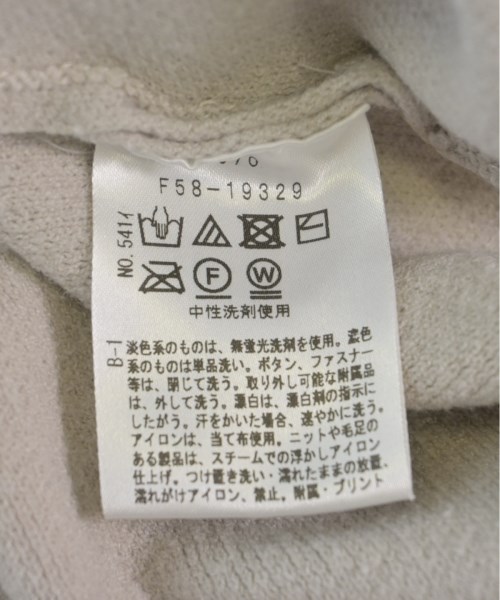 F58-19329
NO. 541イ
F
W
中性洗剤使用
B-1
淡色系のものは、無蛍光洗剤を使用。濃色
系のものは単品洗い。ボタン、ファスナー
等は、閉じて洗う。取り外し可能な附属品
は、外して洗う。漂白は、漂白剤の指示に
したがう。汗をかいた場合、速やかに洗う。
アイロンは、当て布使用。ニットや毛足の
ある製品は、スチームでの浮かしアイロン
仕上げ。つけ置き洗い・濡れたままの放置、
濡れがけアイロン、禁止。附属・プリント